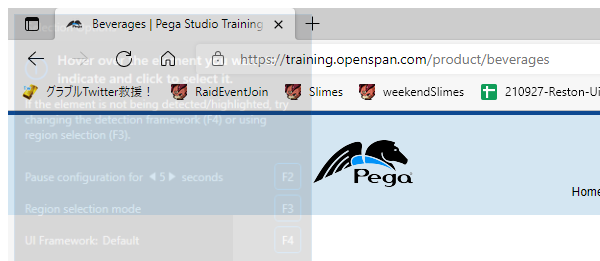 Beverages | Pega Studio Training
https://training.openspan.com/product/beverages
グラブルTwitter救援！ RaidEventJoin Slimes weekendSlimes 210927-Reston-Ui
Hover over the element you w
indicate and click to select it.
If the element is not being detected/highlighted, try
changing the detection framework (F4) or using
region selection (F3).
Pause configuration for 5 seconds F2
Region selection mode F3
UI Framework: Default F4
PEGA
Home